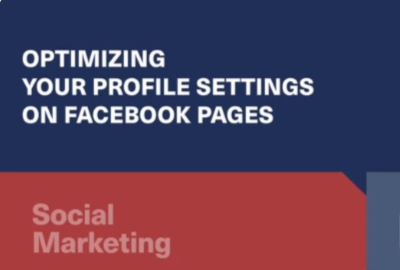 OPTIMIZING
YOUR PROFILE SETTINGS
ON FACEBOOK PAGES
Social
Marketing